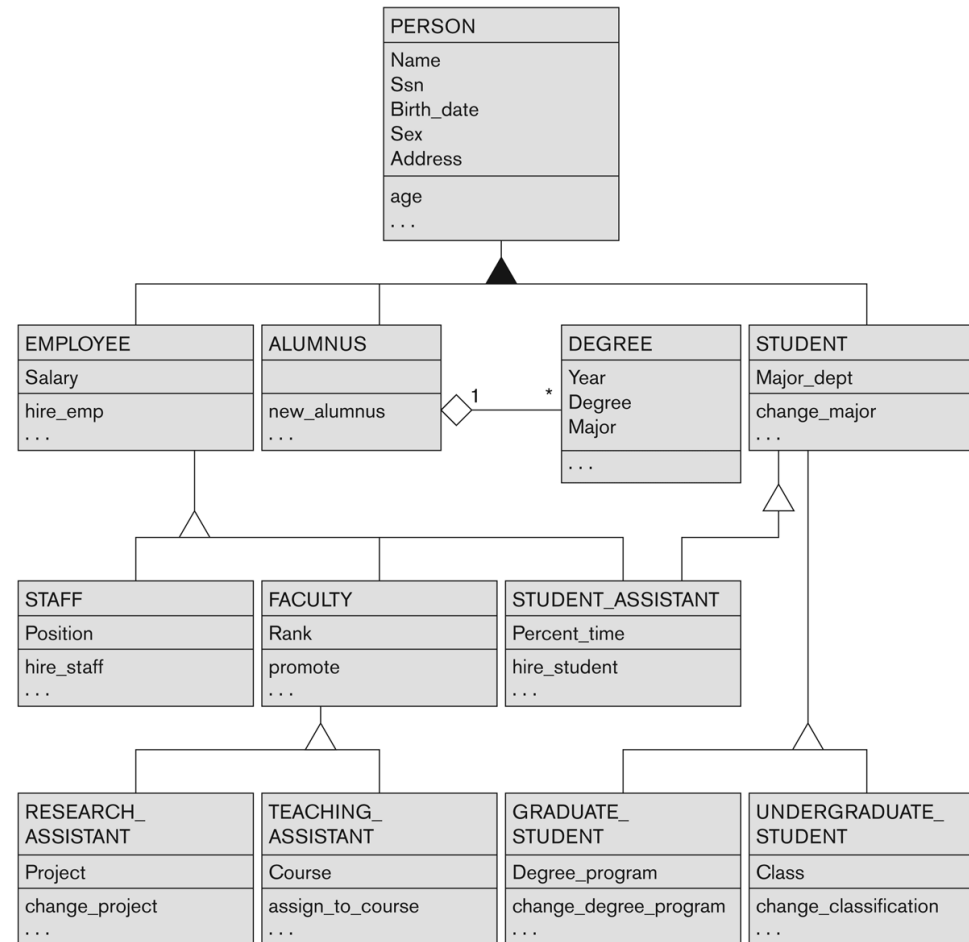 PERSON
Name
Ssn
Birth_date
Sex
Address
age
. . .
EMPLOYEE
Salary
hire_emp
. . .
ALUMNUS
new_alumnus
. . .
1
*
DEGREE
Year
Degree
Major
. . .
STUDENT
Major_dept
change_major
. . .
STAFF
Position
hire_staff
. . .
FACULTY
Rank
promote
. . .
STUDENT_ASSISTANT
Percent_time
hire_student
. . .
RESEARCH_
ASSISTANT
Project
change_project
. . .
TEACHING_
ASSISTANT
Course
assign_to_course
. . .
GRADUATE_
STUDENT
Degree_program
change_degree_program
. . .
UNDERGRADUATE_
STUDENT
Class
change_classification
. . .